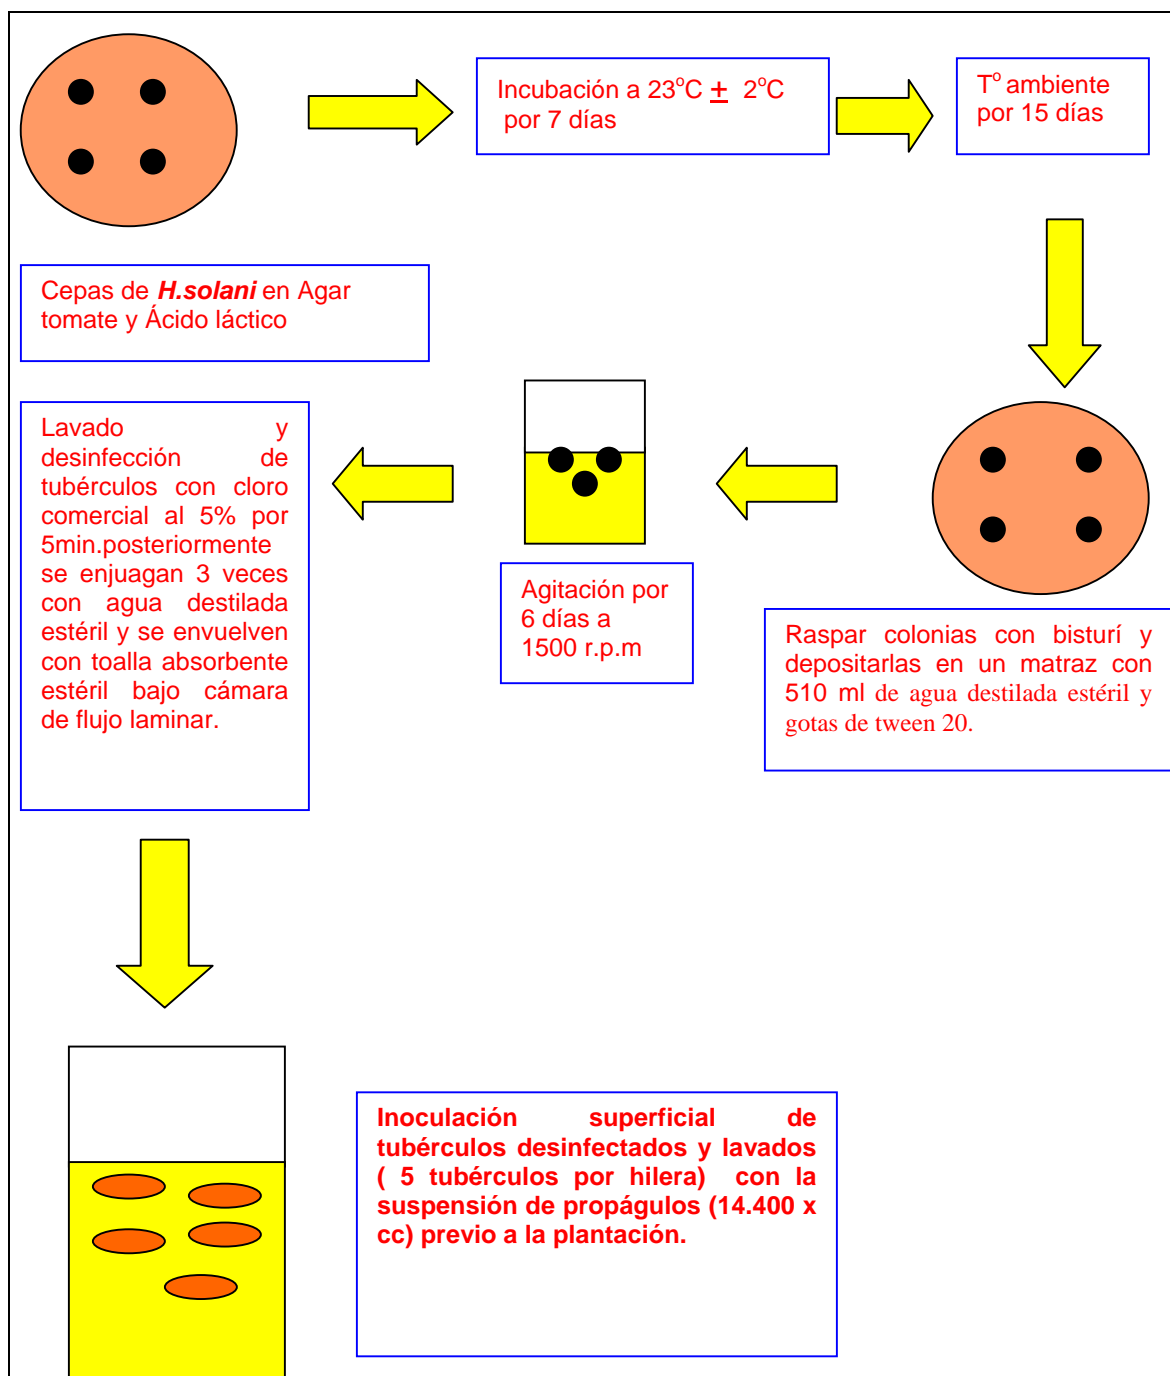 Incubación a 23°C ± 2°C
por 7 días
T° ambiente
por 15 días
Cepas de H.solani en Agar
tomate y Ácido láctico
Raspar colonias con bisturí y
depositarlas en un matraz con
510 ml de agua destilada estéril y
gotas de tween 20.
Agitación por
6 días a
1500 r.p.m
Lavado y
desinfección de
tubérculos con cloro
comercial al 5% por
5min.posteriormente
se enjuagan 3 veces
con agua destilada
estéril y se envuelven
con toalla absorbente
estéril bajo cámara
de flujo laminar.
Inoculación superficial de
tubérculos desinfectados y lavados
( 5 tubérculos por hilera) con la
suspensión de propágulos (14.400 x
cc) previo a la plantación.